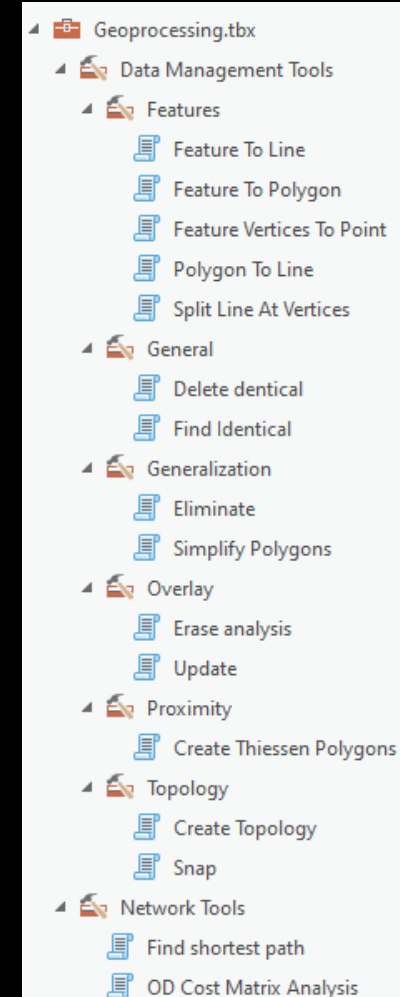 Geoprocessing.tbx
Data Management Tools
Features
Feature To Line
Feature To Polygon
Feature Vertices To Point
Polygon To Line
Split Line At Vertices
General
Delete dentical
Find Identical
Generalization
Eliminate
Simplify Polygons
Overlay
Erase analysis
Update
Proximity
Create Thiessen Polygons
Topology
Create Topology
Snap
Network Tools
Find shortest path
OD Cost Matrix Analysis